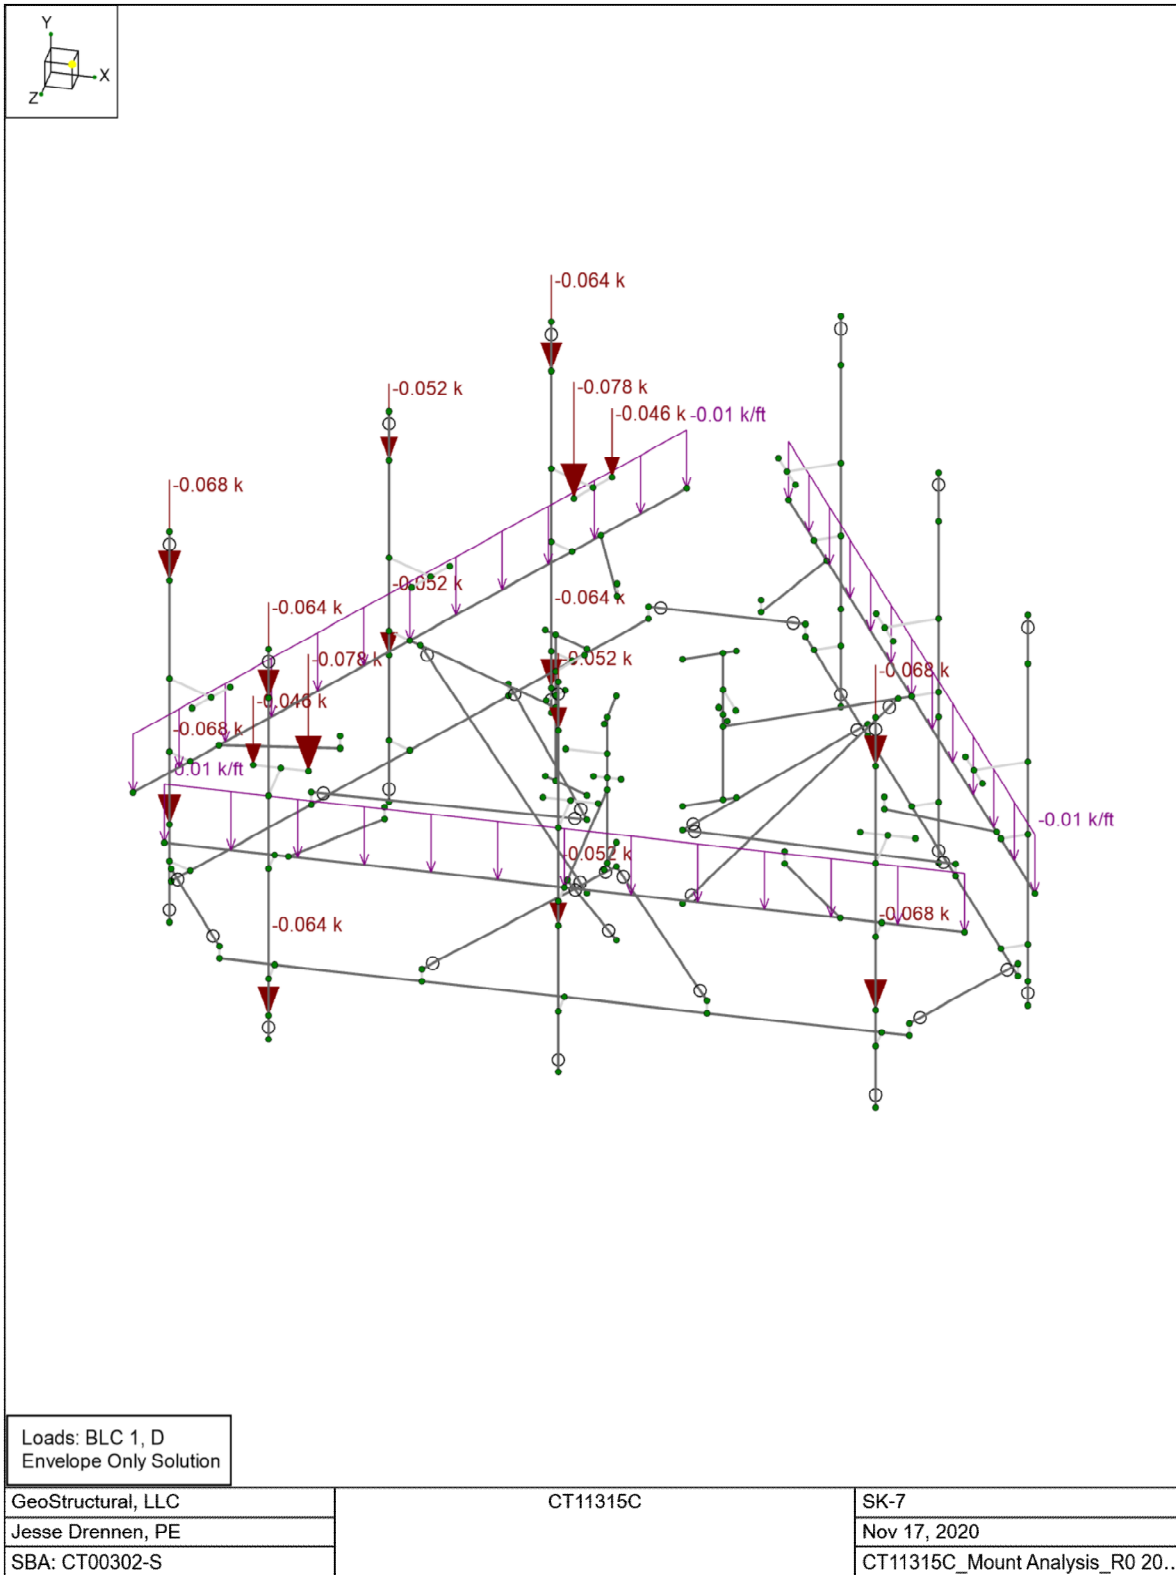 Y
X
Z
-0.064 k
-0.078 k
-0.052 k
-0.046 k
-0.01 k/ft
-0.068 k
-0.052 k
-0.064 k
-0.064 k
-0.078 k
-0.052 k
-0.068 k
-0.046 k
-0.068 k
0.01 k/ft
-0.01 k/ft
-0.052 k
-0.068 k
-0.064 k
Loads: BLC 1, D
Envelope Only Solution
GeoStructural, LLC
CT11315C
SK-7
Jesse Drennen, PE
Nov 17, 2020
SBA: CT00302-S
CT11315C_Mount Analysis_R0 20...